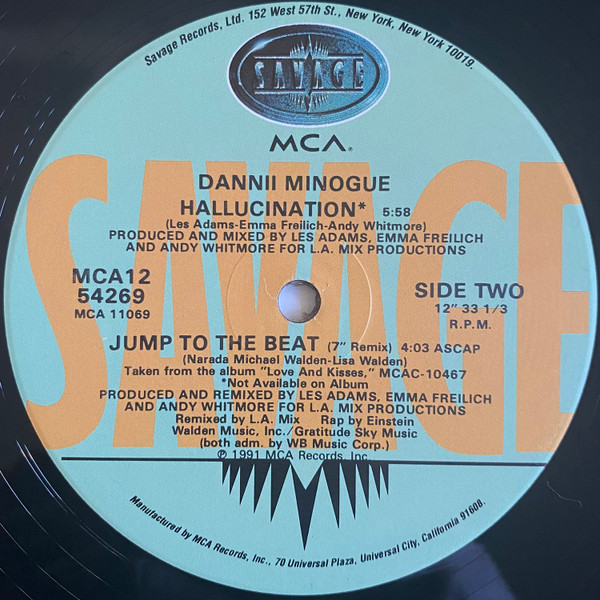 Savage Records, Ltd. 152 West 57th St., New York, New York 10019.
SAVAGE
MCA®
SAVAGE
DANNII MINOGUE
HALLUCINATION* 5:58
(Les Adams-Emma Freilich-Andy Whitmore)
PRODUCED AND MIXED BY LES ADAMS, EMMA FREILICH
AND ANDY WHITMORE FOR L.A. MIX PRODUCTIONS
MCA12
54269
MCA 11069
SIDE TWO
12" 33 1/3
R.P.M.
JUMP TO THE BEAT (7" Remix) 4:03 ASCAP
(Narada Michael Walden-Lisa Walden)
Taken from the album "Love And Kisses," MCAC-10467
*Not Available on Album
PRODUCED AND REMIXED BY LES ADAMS, EMMA FREILICH
AND ANDY WHITMORE FOR L.A. MIX PRODUCTIONS
Remixed by L.A. Mix Rap by Einstein
Walden Music, Inc./Gratitude Sky Music
(both adm. by WB Music Corp.)
℗ 1991 MCA Records, Inc.
Manufactured by MCA Records, Inc., 70 Universal Plaza, Universal City, California 91608.